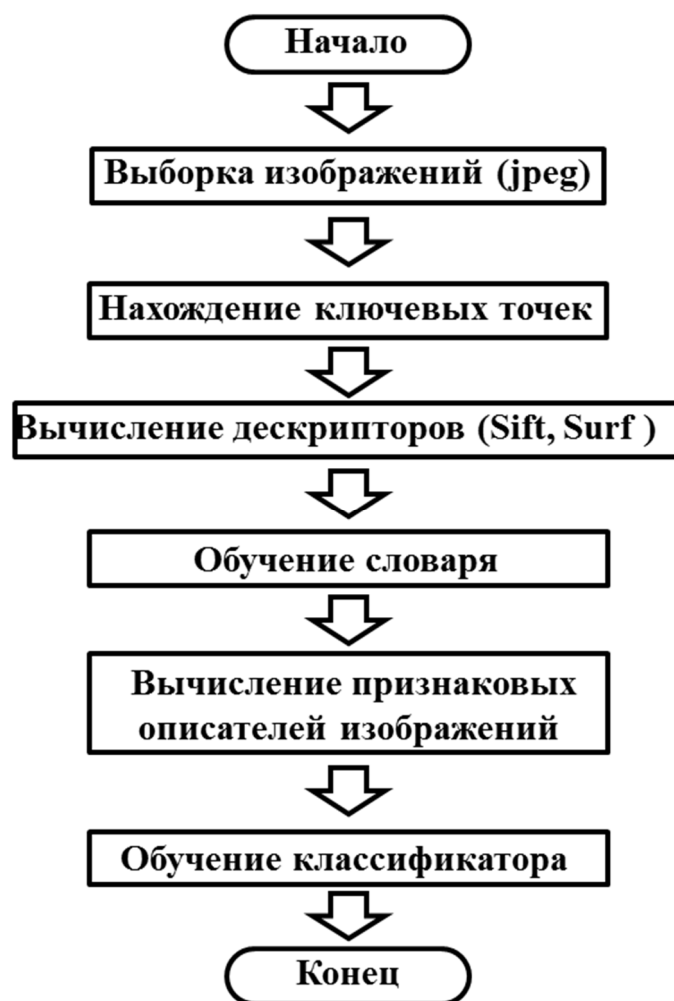 Начало
Выборка изображений (jpeg)
Нахождение ключевых точек
Вычисление дескрипторов (Sift, Surf )
Обучение словаря
Вычисление признаковых
описателей изображений
Обучение классификатора
Конец